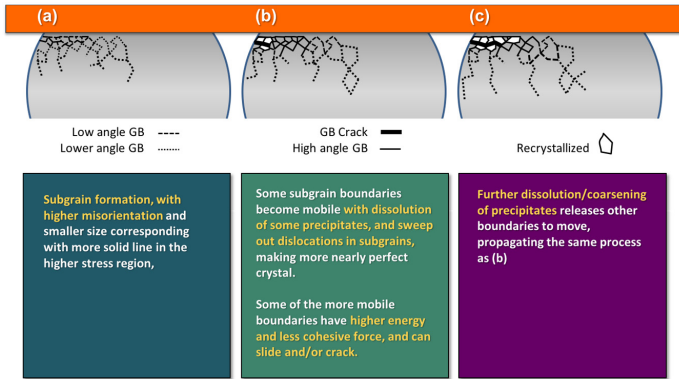 (a)
(b)
(c)
Low angle GB
Lower angle GB
GB Crack
High angle GB
Recrystallized
Subgrain formation, with
higher misorientation and
smaller size corresponding
with more solid line in the
higher stress region,
Some subgrain boundaries
become mobile with dissolution
of some precipitates, and sweep
out dislocations in subgrains,
making more nearly perfect
crystal.
Some of the more mobile
boundaries have higher energy
and less cohesive force, and can
slide and/or crack.
Further dissolution/coarsening
of precipitates releases other
boundaries to move,
propagating the same process
as (b)